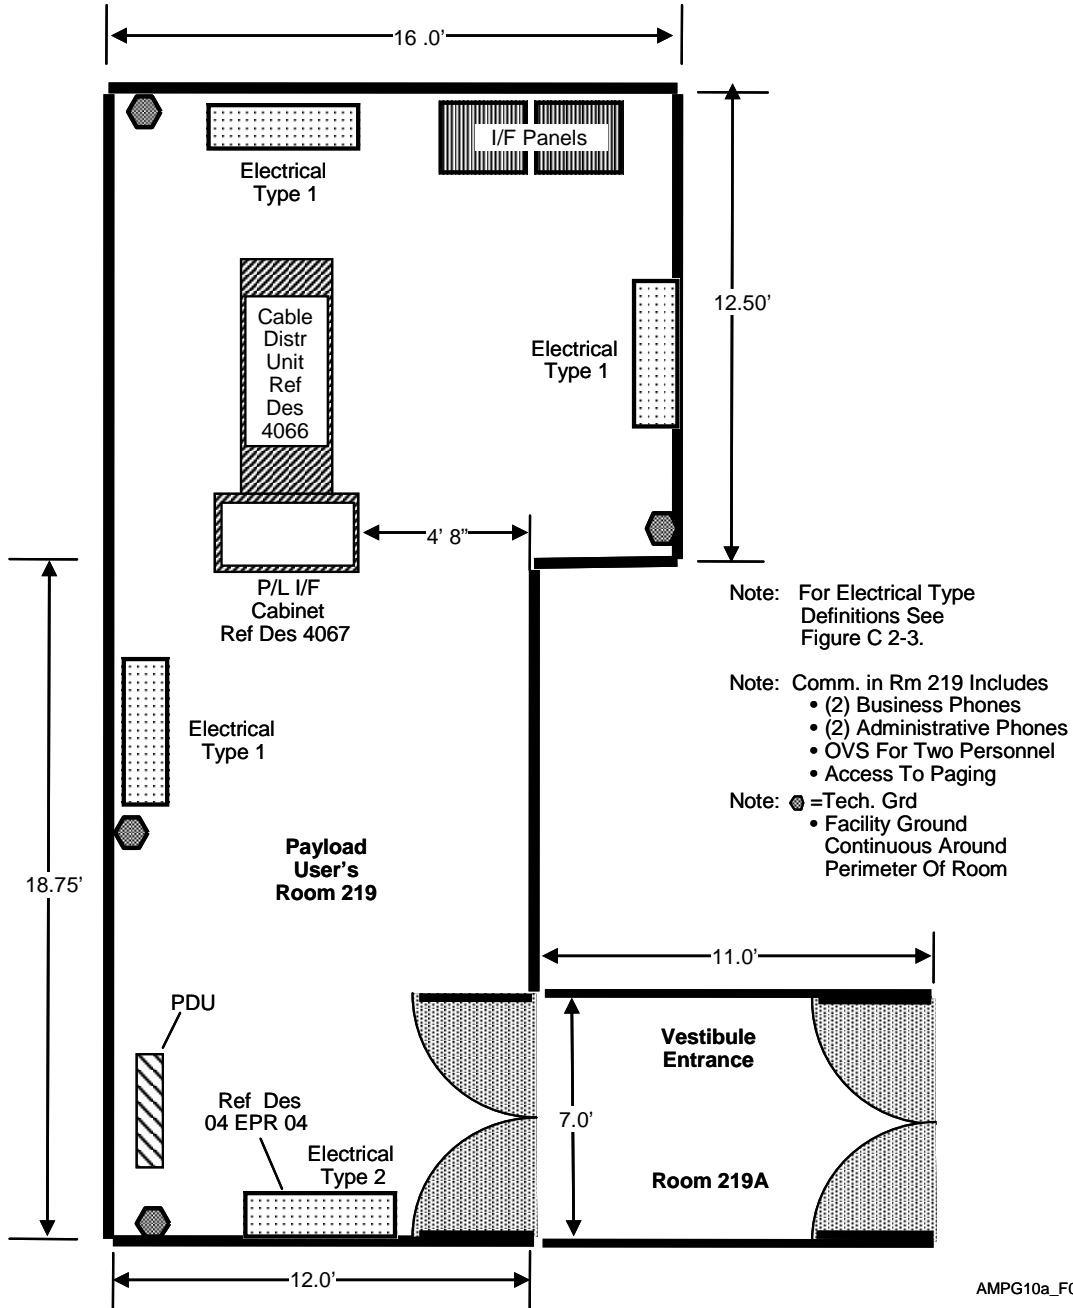 16 .0’
I/F Panels
Electrical
Type 1
12.50’
Cable
Distr
Unit
Ref
Des
4066
Electrical
Type 1
4’ 8”
P/L I/F
Cabinet
Ref Des 4067
Note: For Electrical Type
Definitions See
Figure C 2-3.
Note: Comm. in Rm 219 Includes
• (2) Business Phones
• (2) Administrative Phones
• OVS For Two Personnel
• Access To Paging
Note: =Tech. Grd
• Facility Ground
Continuous Around
Perimeter Of Room
Electrical
Type 1
Payload
User’s
Room 219
18.75’
11.0’
PDU
Vestibule
Entrance
Ref Des
04 EPR 04
7.0’
Electrical
Type 2
Room 219A
12.0’
AMPG10a_F0